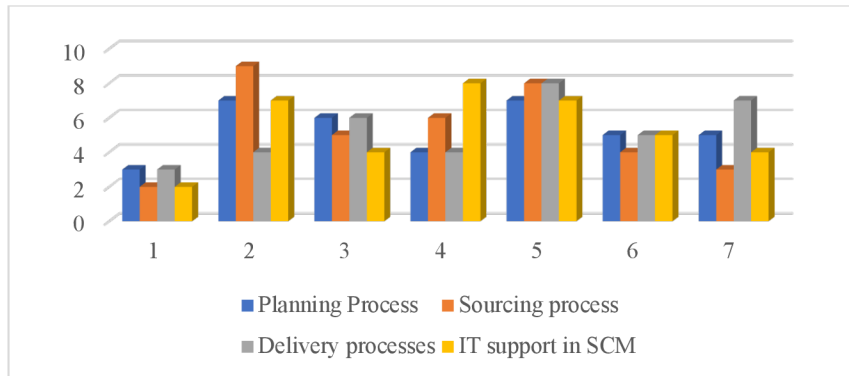 10
8
6
4
2
0
1 2 3 4 5 6 7
Planning Process Sourcing process
Delivery processes IT support in SCM